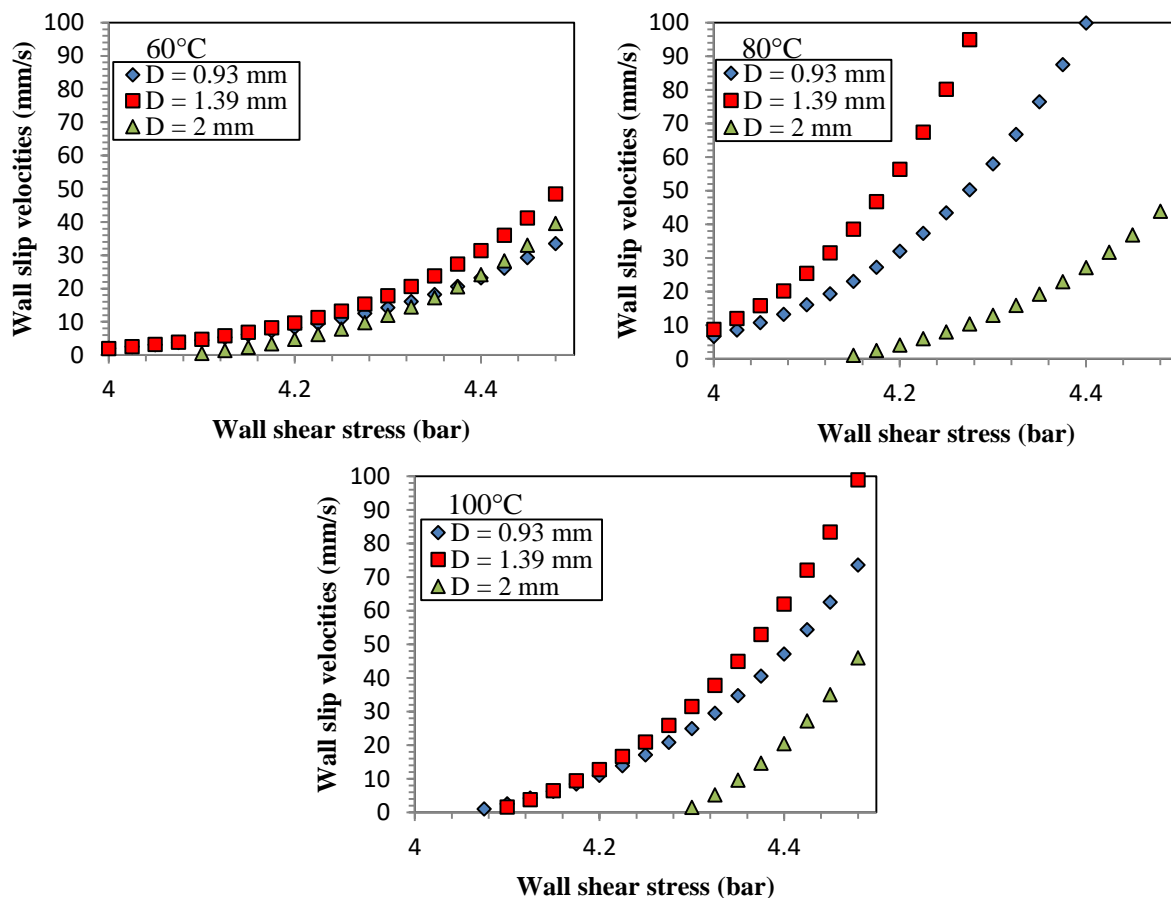 Wall slip velocities (mm/s)
100
90
80
70
60
50
40
30
20
10
0
60°C
D = 0.93 mm
D = 1.39 mm
D = 2 mm
4
4.2
4.4
Wall shear stress (bar)
Wall slip velocities (mm/s)
100
90
80
70
60
50
40
30
20
10
0
80°C
D = 0.93 mm
D = 1.39 mm
D = 2 mm
4
4.2
4.4
Wall shear stress (bar)
Wall slip velocities (mm/s)
100
90
80
70
60
50
40
30
20
10
0
100°C
D = 0.93 mm
D = 1.39 mm
D = 2 mm
4
4.2
4.4
Wall shear stress (bar)